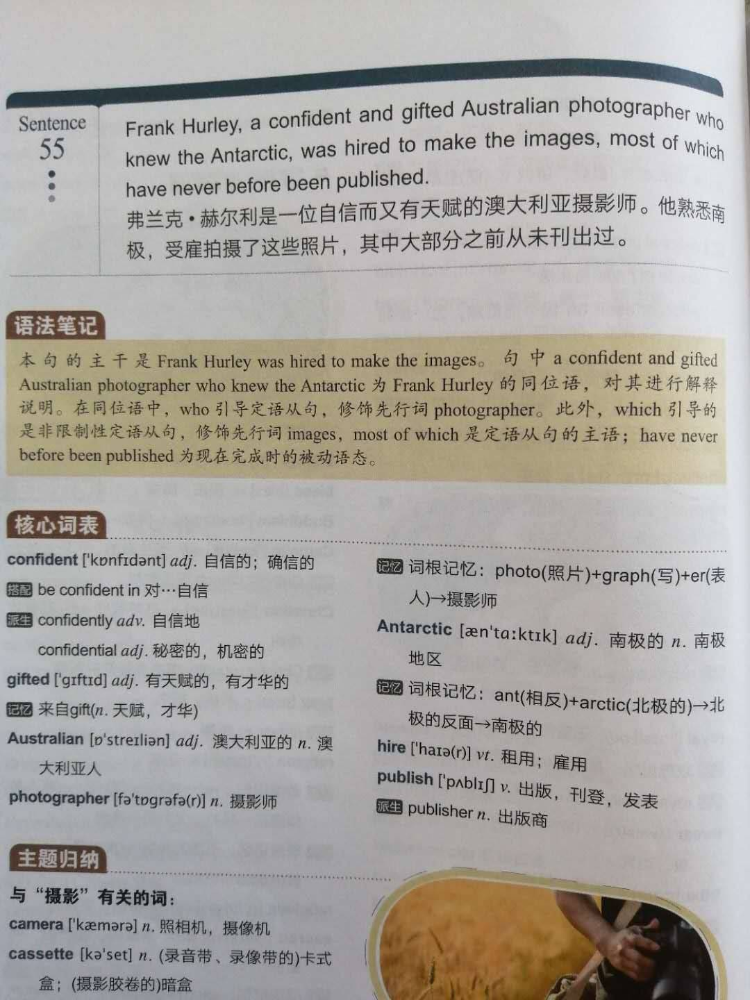 Sentence
55
Frank Hurley, a confident and gifted Australian photographer who
knew the Antarctic, was hired to make the images, most of which
have never before been published.
弗兰克·赫尔利是一位自信而又有天赋的澳大利亚摄影师。他熟悉南
极，受雇拍摄了这些照片，其中大部分之前从未刊出过。
语法笔记
本句的主干是 Frank Hurley was hired to make the images。句中 a confident and gifted
Australian photographer who knew the Antarctic 为 Frank Hurley 的同位语，对其进行解释
说明。在同位语中，who 引导定语从句，修饰先行词 photographer。此外，which 引导的
是非限制性定语从句，修饰先行词 images，most of which 是定语从句的主语；have never
before been published 为现在完成时的被动语态。
核心词表
confident [ˈkɒnfɪdənt] adj. 自信的；确信的
搭配 be confident in 对…自信
派生 confidently adv. 自信地
confidential adj. 秘密的，机密的
gifted [ˈɡɪftɪd] adj. 有天赋的，有才华的
记忆 来自gift(n. 天赋，才华)
Australian [ɒˈstreɪliən] adj. 澳大利亚的 n. 澳
大利亚人
photographer [fəˈtɒɡrəfə(r)] n. 摄影师
记忆 词根记忆：photo(照片)+graph(写)+er(表
人)→摄影师
Antarctic [ænˈtɑːktɪk] adj. 南极的 n. 南极
地区
记忆 词根记忆：ant(相反)+arctic(北极的)→北
极的反面→南极的
hire [ˈhaɪə(r)] vt. 租用；雇用
publish [ˈpʌblɪʃ] v. 出版，刊登，发表
派生 publisher n. 出版商
主题归纳
与“摄影”有关的词：
camera [ˈkæmərə] n. 照相机，摄像机
cassette [kəˈset] n. (录音带、录像带的)卡式
盒；(摄影胶卷的)暗盒